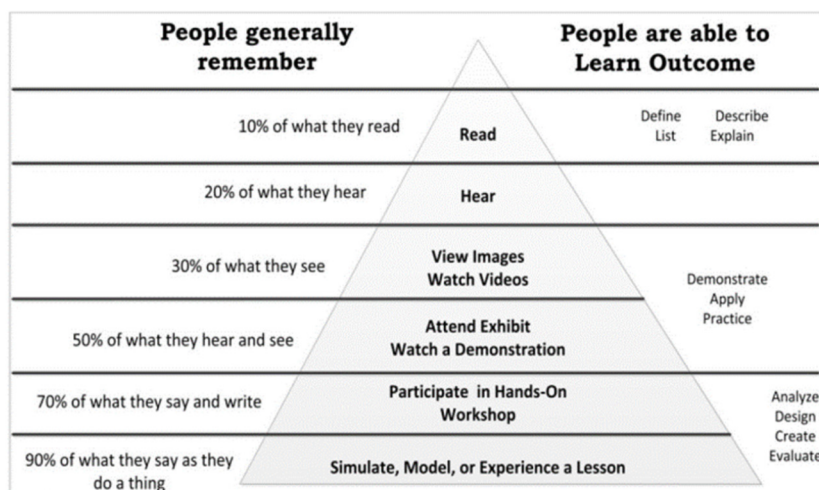 People generally
remember
People are able to
Learn Outcome
10% of what they read
Read
Define Describe
List Explain
20% of what they hear
Hear
30% of what they see
View Images
Watch Videos
Demonstrate
Apply
Practice
50% of what they hear and see
Attend Exhibit
Watch a Demonstration
70% of what they say and write
Participate in Hands-On
Workshop
Analyze
Design
Create
Evaluate
90% of what they say as they
do a thing
Simulate, Model, or Experience a Lesson